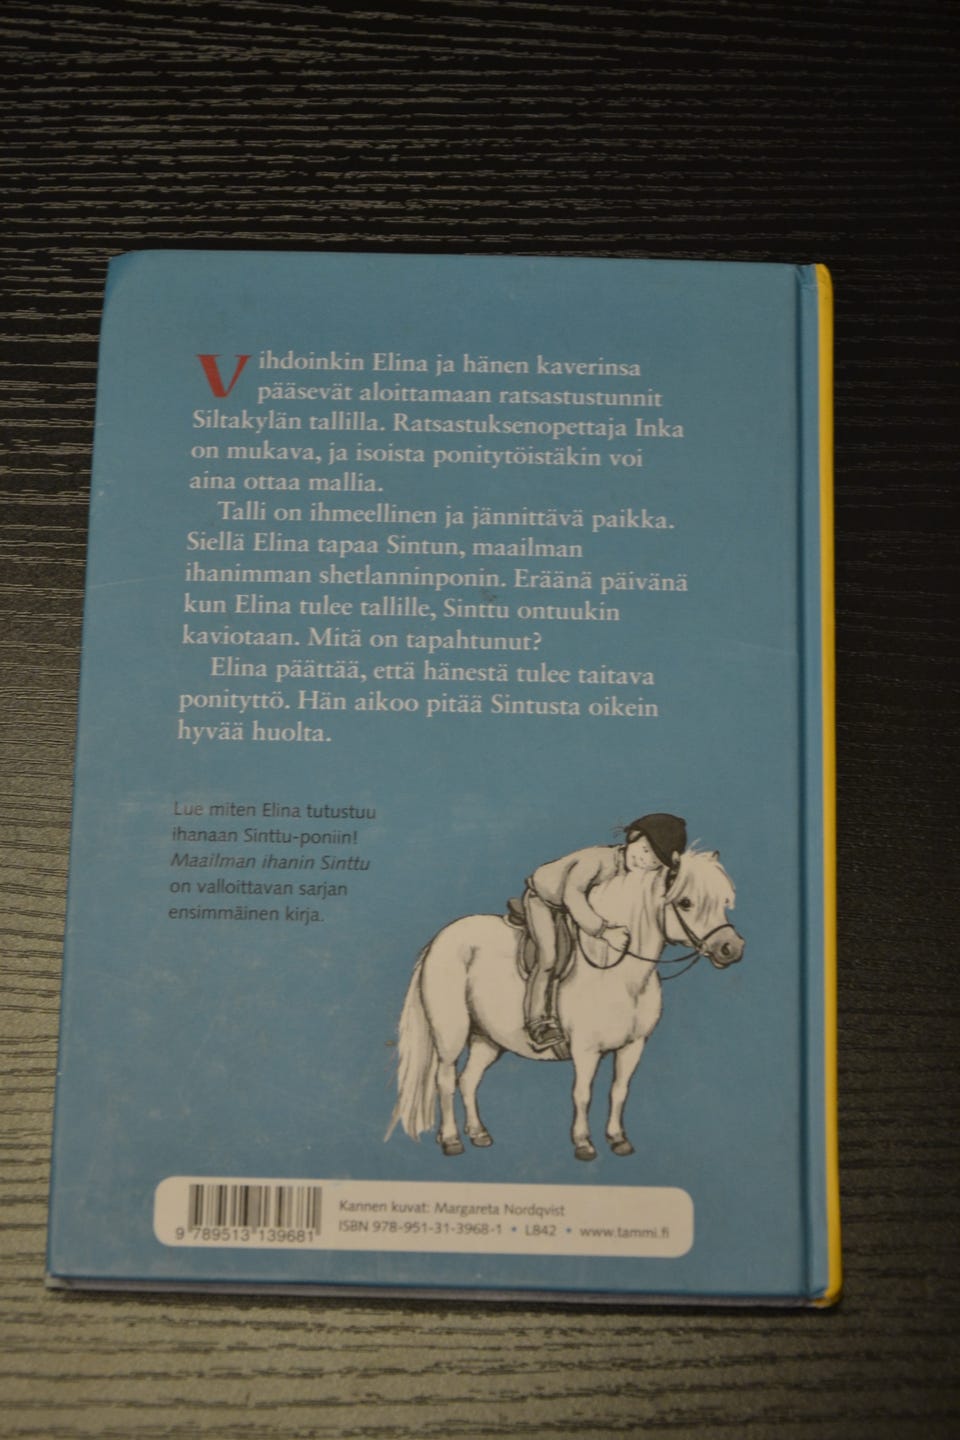 Vihdoinkin Elina ja hänen kaverinsa
pääsevät aloittamaan ratsastustunnit
Siltakylän tallilla. Ratsastuksenopettaja Inka
on mukava, ja isoista ponitytöistäkin voi
aina ottaa mallia.
Talli on ihmeellinen ja jännittävä paikka.
Siellä Elina tapaa Sintun, maailman
ihanimman shetlanninponin. Eräänä päivänä
kun Elina tulee tallille, Sinttu ontuukin
kaviotaan. Mitä on tapahtunut?
Elina päättää, että hänestä tulee taitava
ponityttö. Hän aikoo pitää Sintusta oikein
hyvää huolta.
Lue miten Elina tutustuu
ihanaan Sinttu-poniin!
Maailman ihanin Sinttu
on valloittavan sarjan
ensimmäinen kirja.
Kannen kuvat: Margareta Nordqvist
ISBN 978-951-31-3968-1 • L842 • www.tammi.fi
9 789513 139681